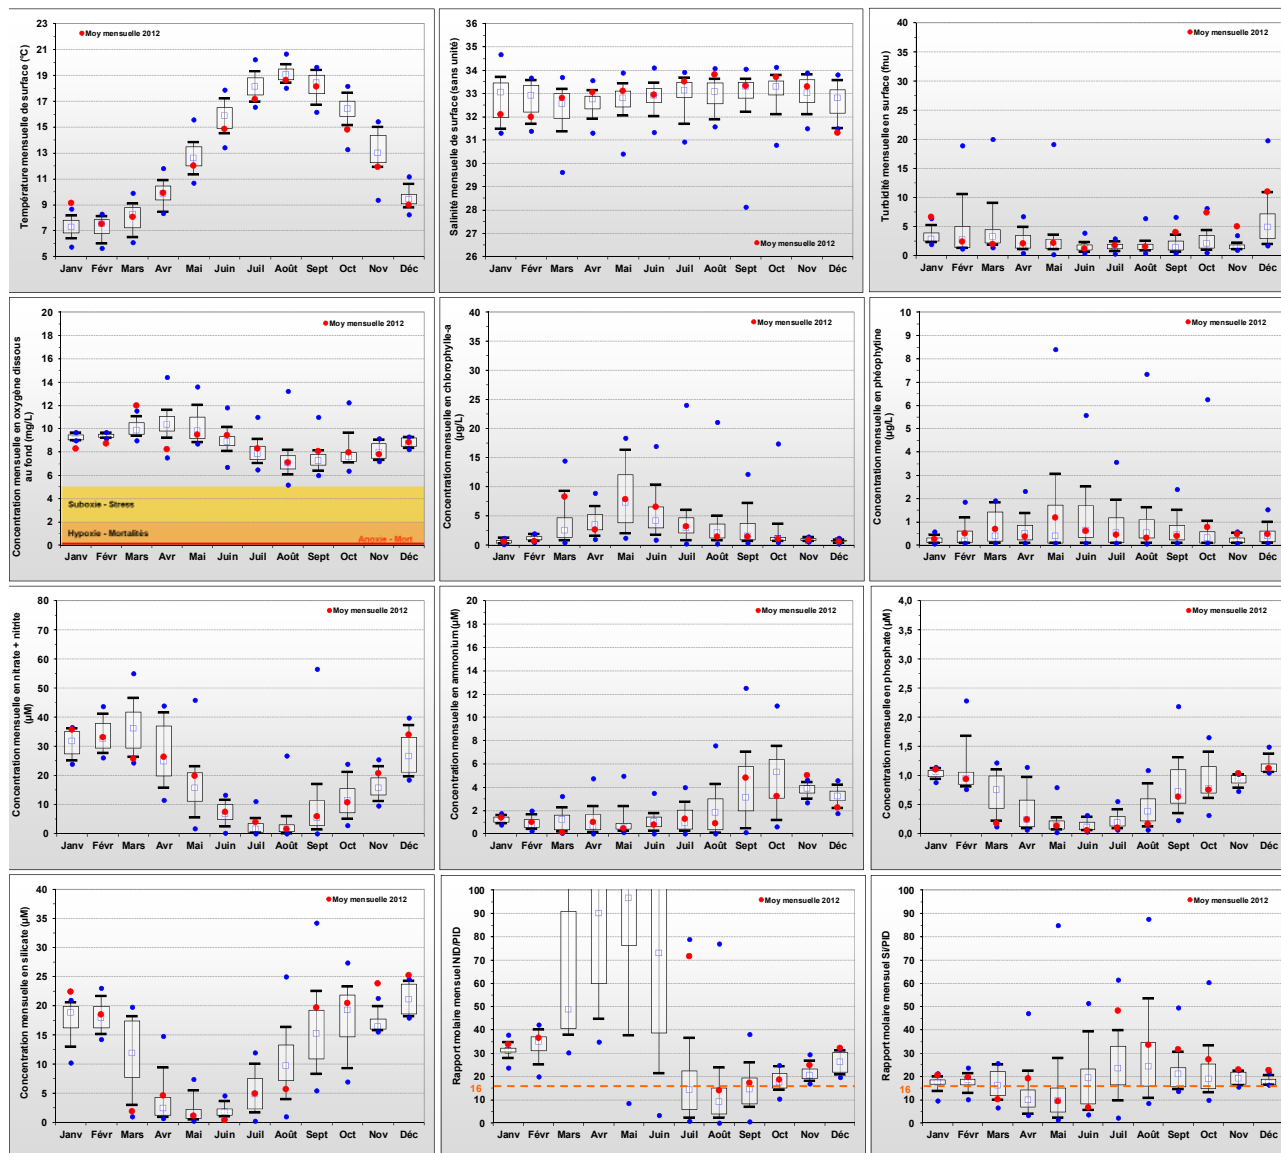 Température mensuelle de surface (°C)
23
21
19
17
15
13
11
9
7
5
Moy mensuelle 2012
Janv Févr Mars Avr Mai Juin Juil Août Sept Oct Nov Déc
Salinité mensuelle de surface (sans unité)
36
35
34
33
32
31
30
29
28
27
26
Moy mensuelle 2012
Janv Févr Mars Avr Mai Juin Juil Août Sept Oct Nov Déc
Turbidité mensuelle en surface (fnu)
40
35
30
25
20
15
10
5
0
Moy mensuelle 2012
Janv Févr Mars Avr Mai Juin Juil Août Sept Oct Nov Déc
Concentration mensuelle en oxygène dissous
au fond (mg/L)
20
18
16
14
12
10
8
6
4
2
0
Moy mensuelle 2012
Suboxie - Stress
Hypoxie - Mortalités
Anoxie - Mort
Janv Févr Mars Avr Mai Juin Juil Août Sept Oct Nov Déc
Concentration mensuelle en chlorophylle-a
(µg/L)
40
35
30
25
20
15
10
5
0
Moy mensuelle 2012
Janv Févr Mars Avr Mai Juin Juil Août Sept Oct Nov Déc
Concentration mensuelle en phéophytine
(µg/L)
10
9
8
7
6
5
4
3
2
1
0
Moy mensuelle 2012
Janv Févr Mars Avr Mai Juin Juil Août Sept Oct Nov Déc
Concentration mensuelle en nitrate + nitrite
(µM)
80
70
60
50
40
30
20
10
0
Moy mensuelle 2012
Janv Févr Mars Avr Mai Juin Juil Août Sept Oct Nov Déc
Concentration mensuelle en ammonium (µM)
20
18
16
14
12
10
8
6
4
2
0
Moy mensuelle 2012
Janv Févr Mars Avr Mai Juin Juil Août Sept Oct Nov Déc
Concentration mensuelle en phosphate (µM)
4,0
3,5
3,0
2,5
2,0
1,5
1,0
0,5
0,0
Moy mensuelle 2012
Janv Févr Mars Avr Mai Juin Juil Août Sept Oct Nov Déc
Concentration mensuelle en silicate (µM)
40
35
30
25
20
15
10
5
0
Moy mensuelle 2012
Janv Févr Mars Avr Mai Juin Juil Août Sept Oct Nov Déc
Rapport molaire mensuel NID/PID
100
90
80
70
60
50
40
30
20
16
10
0
Moy mensuelle 2012
Janv Févr Mars Avr Mai Juin Juil Août Sept Oct Nov Déc
Rapport molaire mensuel Si/PID
100
90
80
70
60
50
40
30
20
16
10
0
Moy mensuelle 2012
Janv Févr Mars Avr Mai Juin Juil Août Sept Oct Nov Déc